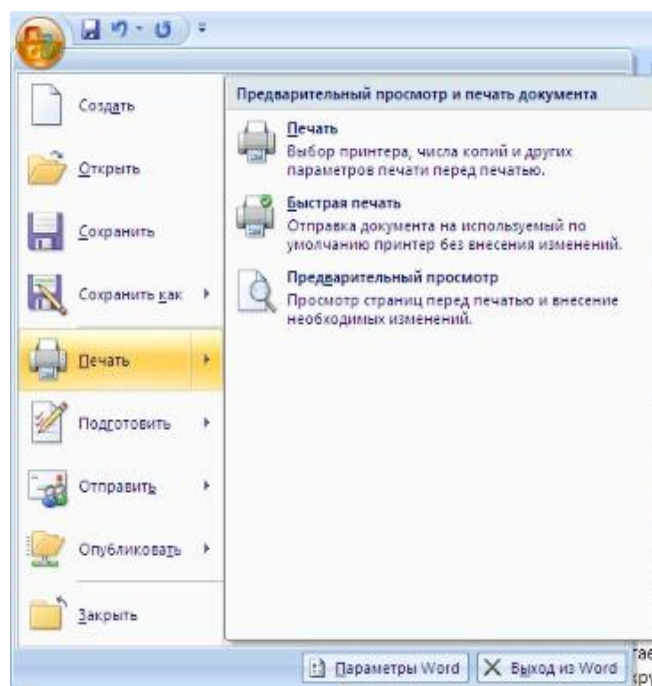 Создать
Открыть
Сохранить
Сохранить как
Печать
Подготовить
Отправить
Опубликовать
Закрыть
Предварительный просмотр и печать документа
Печать
Выбор принтера, числа копий и других
параметров печати перед печатью.
Быстрая печать
Отправка документа на используемый по
умолчанию принтер без внесения изменений.
Предварительный просмотр
Просмотр страниц перед печатью и внесение
необходимых изменений.
Параметры Word
Выход из Word